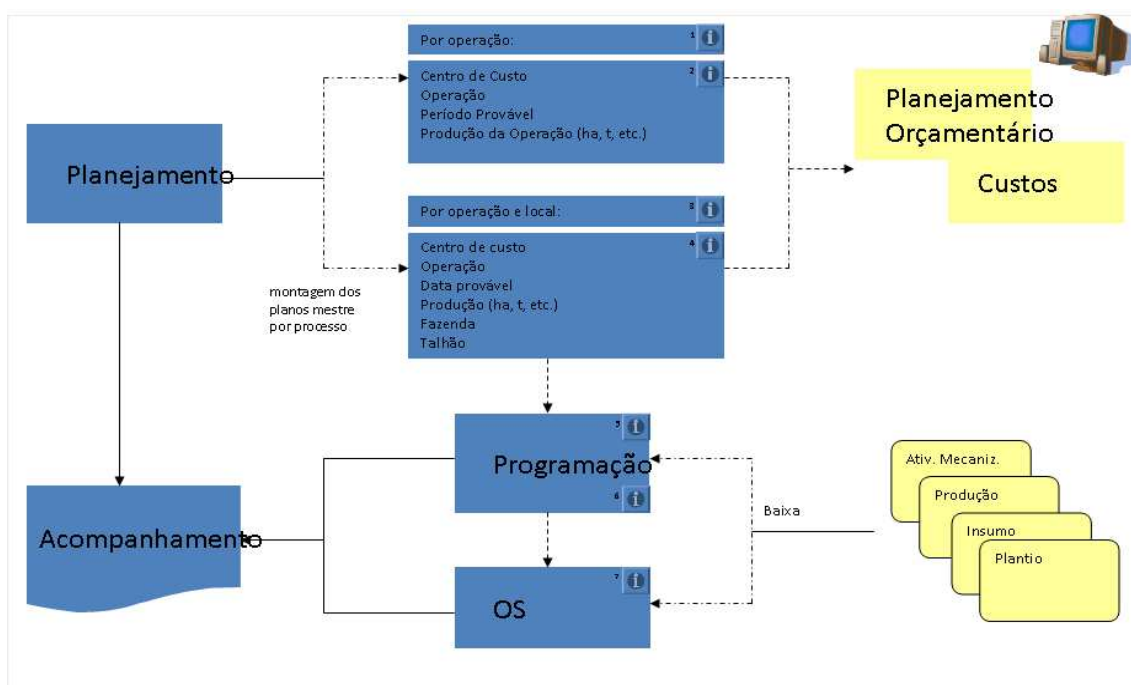 Por operação:
1
Centro de Custo
Operação
Período Provável
Produção da Operação (ha, t, etc.)
2
Planejamento
Orçamentário
Custos
Planejamento
Por operação e local:
3
Centro de custo
Operação
Data provável
Produção (ha, t, etc.)
Fazenda
Talhão
4
montagem dos
planos mestre
por processo
5
Programação
6
Baixa
Ativ. Mecaniz.
Produção
Insumo
Plantio
Acompanhamento
7
OS